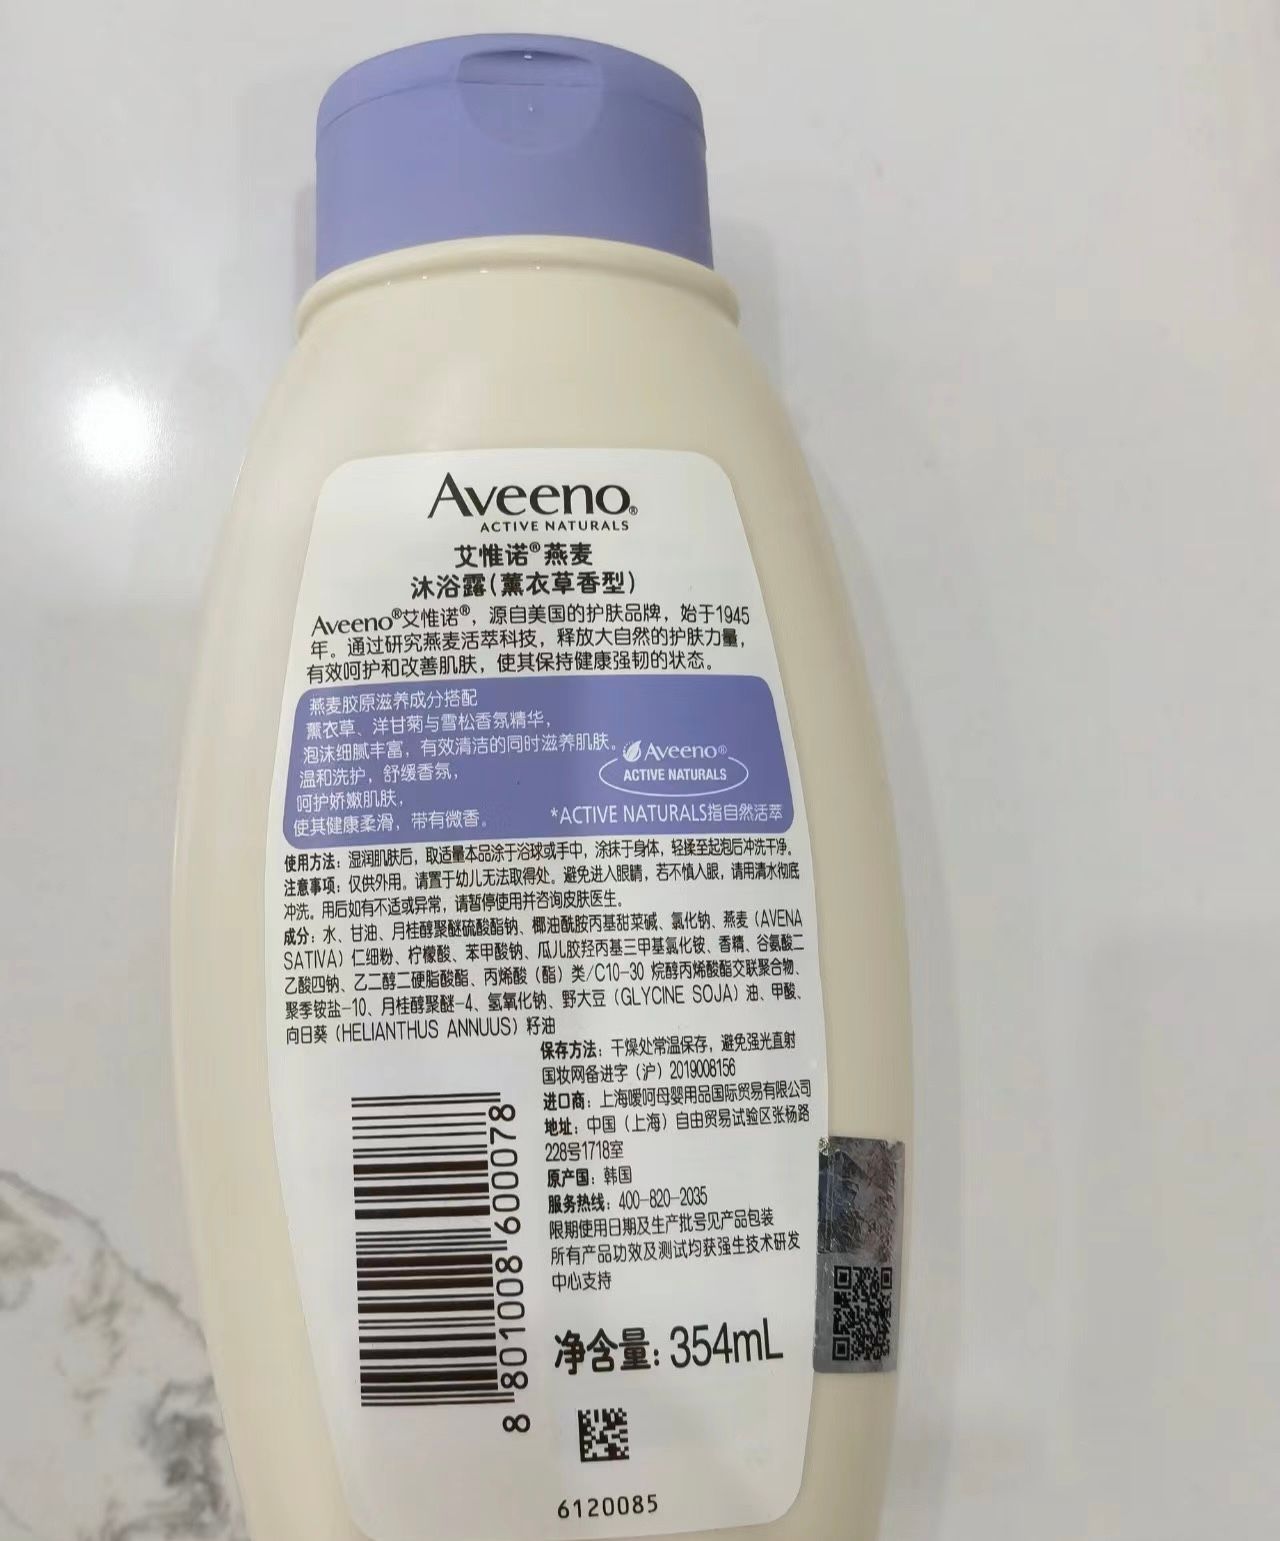 Aveeno®
ACTIVE NATURALS
艾惟诺®燕麦
沐浴露(薰衣草香型)
Aveeno®艾惟诺®，源自美国的护肤品牌，始于1945
年。通过研究燕麦活萃科技，释放大自然的护肤力量，
有效呵护和改善肌肤，使其保持健康强韧的状态。
燕麦胶原滋养成分搭配
薰衣草、洋甘菊与雪松香氛精华，
泡沫细腻丰富，有效清洁的同时滋养肌肤。
温和洗护，舒缓香氛，
呵护娇嫩肌肤，
使其健康柔滑，带有微香。
Aveeno®
ACTIVE NATURALS
*ACTIVE NATURALS指自然活萃
使用方法：湿润肌肤后，取适量本品涂于浴球或手中，涂抹于身体，轻揉至起泡后冲洗干净。
注意事项：仅供外用。请置于幼儿无法取得处。避免进入眼睛，若不慎入眼，请用清水彻底
冲洗。用后如有不适或异常，请暂停使用并咨询皮肤医生。
成分：水、甘油、月桂醇聚醚硫酸酯钠、椰油酰胺丙基甜菜碱、氯化钠、燕麦（AVENA
SATIVA）仁细粉、柠檬酸、苯甲酸钠、瓜儿胶羟丙基三甲基氯化铵、香精、谷氨酸二
乙酸四钠、乙二醇二硬脂酸酯、丙烯酸（酯）类/C10-30 烷醇丙烯酸酯交联聚合物、
聚季铵盐-10、月桂醇聚醚-4、氢氧化钠、野大豆（GLYCINE SOJA）油、甲酸、
向日葵（HELIANTHUS ANNUUS）籽油
保存方法：干燥处常温保存，避免强光直射
国妆网备进字（沪）2019008156
进口商：上海嗳呵母婴用品国际贸易有限公司
地址：中国（上海）自由贸易试验区张杨路
228号1718室
原产国：韩国
服务热线：400-820-2035
限期使用日期及生产批号见产品包装
所有产品功效及测试均获强生技术研发
中心支持
净含量：354mL
8 801008 600078
6120085